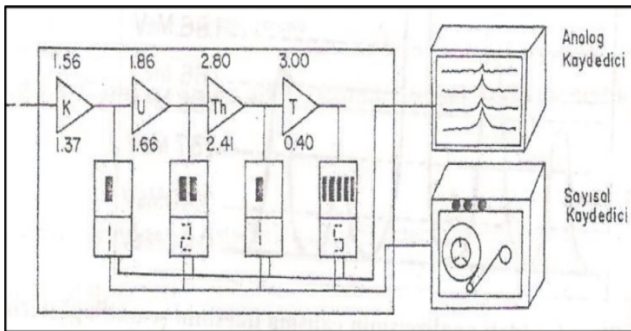 1.56 1.86 2.80 3.00
K U Th T
1.37 1.66 2.41 0.40
1 2 1 5
Analog
Kaydedici
Sayısal
Kaydedici